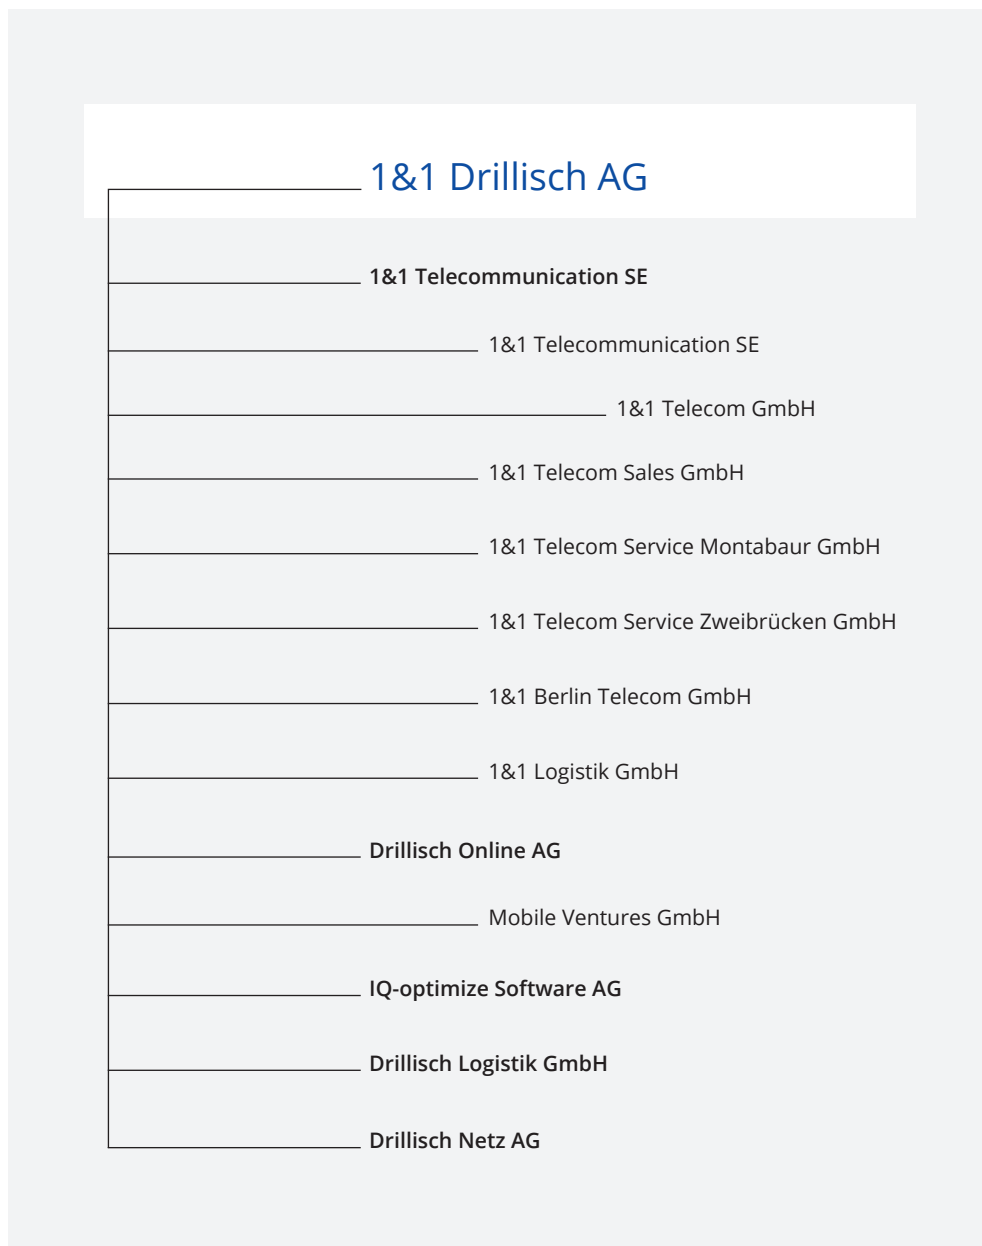 1&1 Drillisch AG
1&1 Telecommunication SE
1&1 Telecommunication SE
1&1 Telecom GmbH
1&1 Telecom Sales GmbH
1&1 Telecom Service Montabaur GmbH
1&1 Telecom Service Zweibrücken GmbH
1&1 Berlin Telecom GmbH
1&1 Logistik GmbH
Drillisch Online AG
Mobile Ventures GmbH
IQ-optimize Software AG
Drillisch Logistik GmbH
Drillisch Netz AG